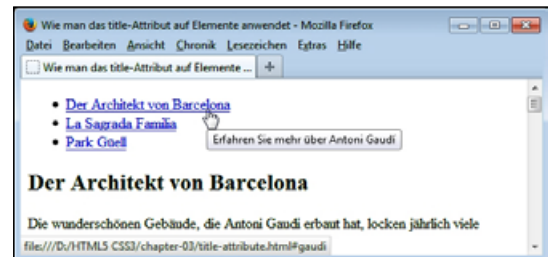 Wie man das title-Attribut auf Elemente anwendet - Mozilla Firefox
Datei Bearbeiten Ansicht Chronik Lesezeichen Extras Hilfe
Wie man das title-Attribut auf Elemente ... +
• Der Architekt von Barcelona
• La Sagrada Familia
• Park Güell
Erfahren Sie mehr über Antoni Gaudí
Der Architekt von Barcelona
Die wunderschönen Gebäude, die Antoni Gaudí erbaut hat, locken jährlich viele
file:///D:/HTML5 CSS3/chapter-03/title-attribute.html#gaudi